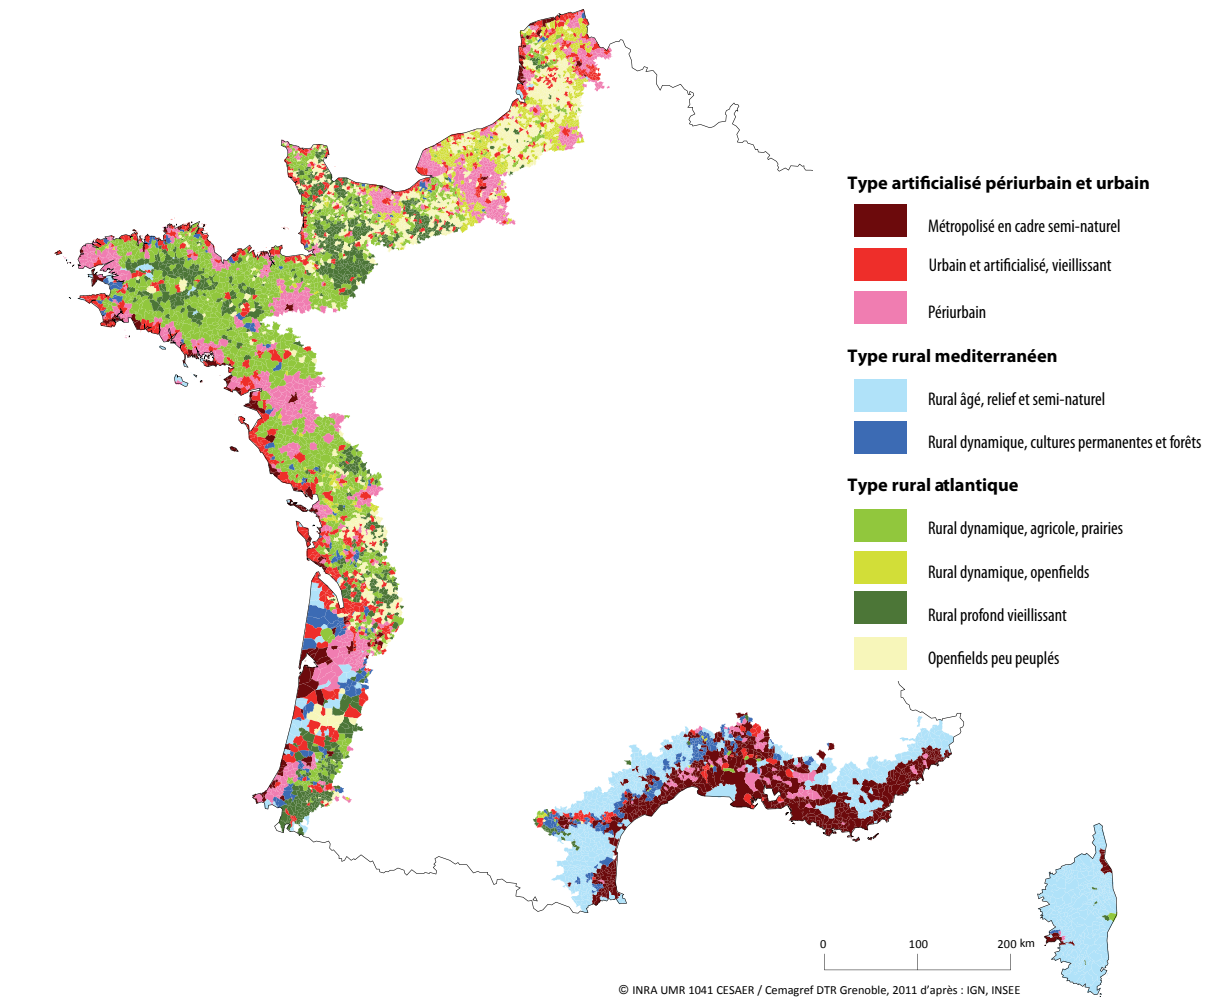 Type artificialisé périurbain et urbain
Métropolisé en cadre semi-naturel
Urbain et artificialisé, vieillissant
Périurbain
Type rural mediterranéen
Rural âgé, relief et semi-naturel
Rural dynamique, cultures permanentes et forêts
Type rural atlantique
Rural dynamique, agricole, prairies
Rural dynamique, openfields
Rural profond vieillissant
Openfields peu peuplés
0 100 200 km
© INRA UMR 1041 CESAER / Cemagref DTR Grenoble, 2011 d'après : IGN, INSEE